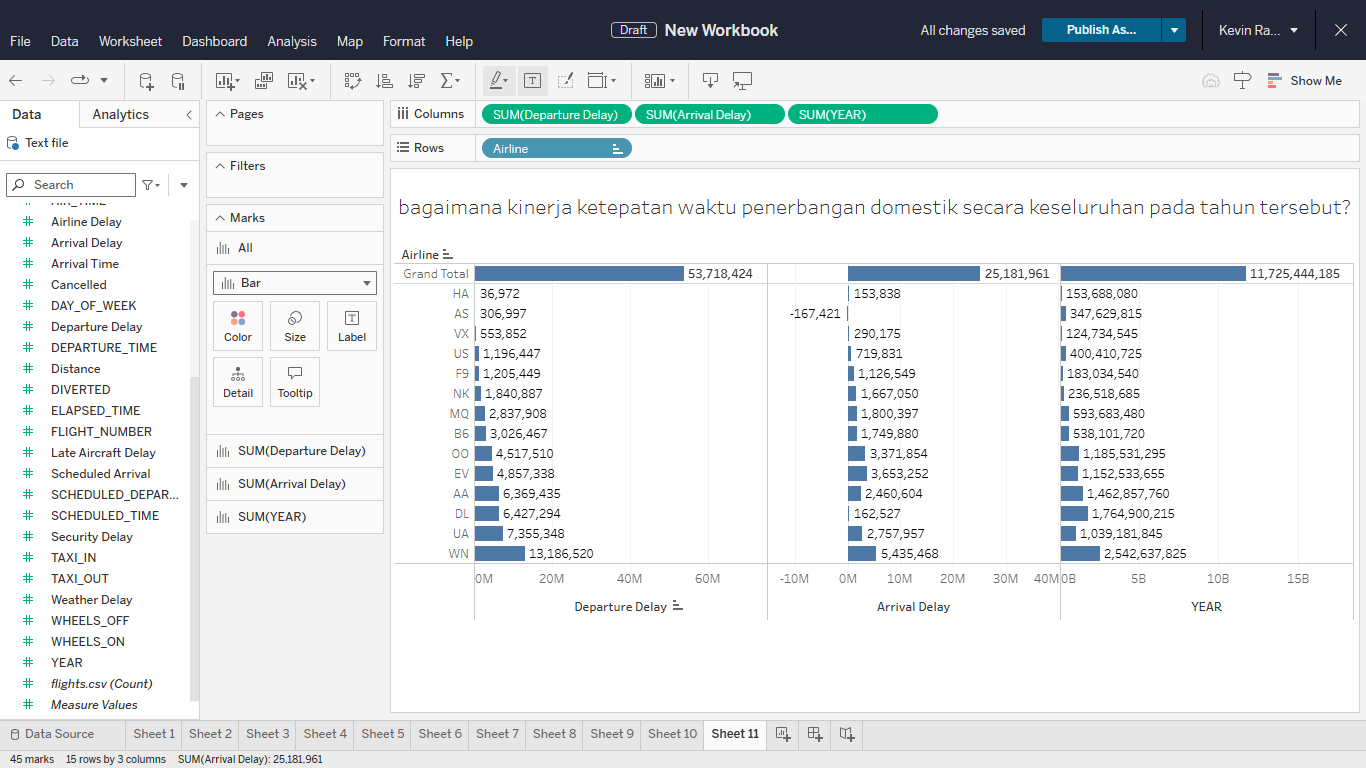 Draft New Workbook
All changes saved
Publish As...
Kevin Ra...
File Data Worksheet Dashboard Analysis Map Format Help
Show Me
Data Analytics
Text file
Search
AIR_TIME
Airline Delay
Arrival Delay
Arrival Time
Cancelled
DAY_OF_WEEK
Departure Delay
DEPARTURE_TIME
Distance
DIVERTED
ELAPSED_TIME
FLIGHT_NUMBER
Late Aircraft Delay
Scheduled Arrival
SCHEDULED_DEPAR...
SCHEDULED_TIME
Security Delay
TAXI_IN
TAXI_OUT
Weather Delay
WHEELS_OFF
WHEELS_ON
YEAR
flights.csv (Count)
Measure Values
Pages
Filters
Marks
All
Bar
Color Size Label
Detail Tooltip
SUM(Departure Delay)
SUM(Arrival Delay)
SUM(YEAR)
Columns SUM(Departure Delay) SUM(Arrival Delay) SUM(YEAR)
Rows Airline
bagaimana kinerja ketepatan waktu penerbangan domestik secara keseluruhan pada tahun tersebut?
Airline
Grand Total 53,718,424 25,181,961 11,725,444,185
HA 36,972 153,838 153,688,080
AS 306,997 -167,421 347,629,815
VX 553,852 290,175 124,734,545
US 1,196,447 719,831 400,410,725
F9 1,205,449 1,126,549 183,034,540
NK 1,840,887 1,667,050 236,518,685
MQ 2,837,908 1,800,397 593,683,480
B6 3,026,467 1,749,880 538,101,720
OO 4,517,510 3,371,854 1,185,531,295
EV 4,857,338 3,653,252 1,152,533,655
AA 6,369,435 2,460,604 1,462,857,760
DL 6,427,294 162,527 1,764,900,215
UA 7,355,348 2,757,957 1,039,181,845
WN 13,186,520 5,435,468 2,542,637,825
0M 20M 40M 60M -10M 0M 10M 20M 30M 40M 0B 5B 10B 15B
Departure Delay Arrival Delay YEAR
Data Source Sheet 1 Sheet 2 Sheet 3 Sheet 4 Sheet 5 Sheet 6 Sheet 7 Sheet 8 Sheet 9 Sheet 10 Sheet 11
45 marks 15 rows by 3 columns SUM(Arrival Delay): 25,181,961